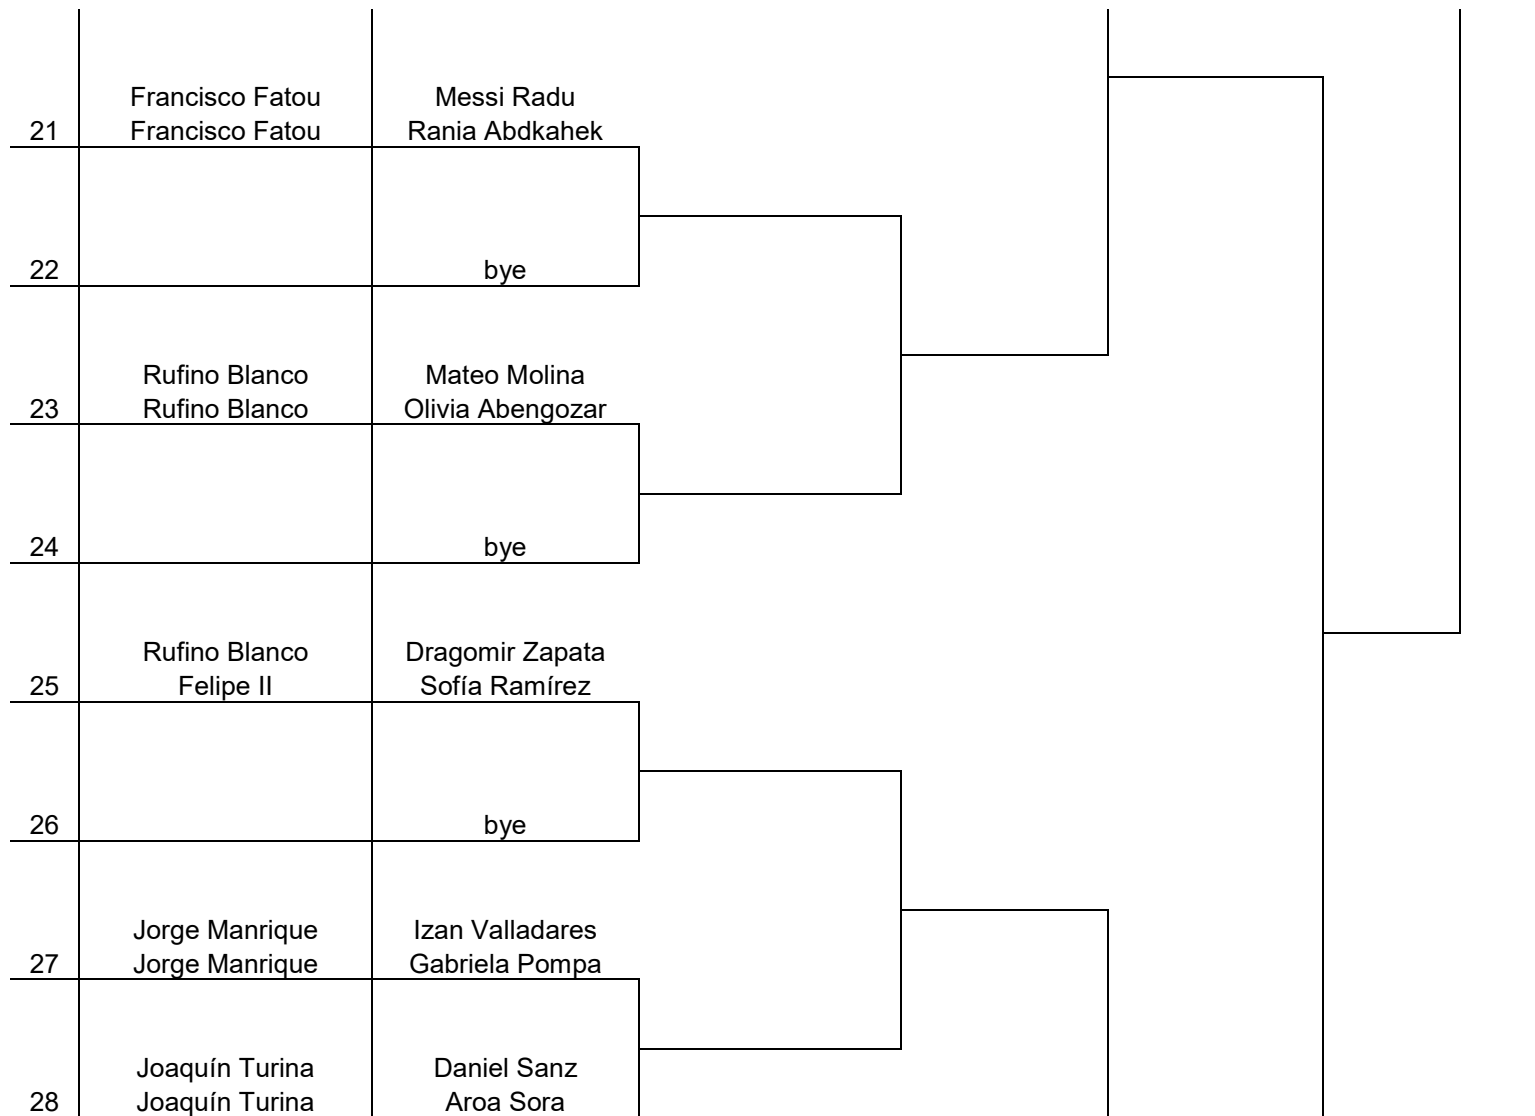 Francisco Fatou Messi Radu
21 Francisco Fatou Rania Abdkahek
22 bye
Rufino Blanco Mateo Molina
23 Rufino Blanco Olivia Abengozar
24 bye
Rufino Blanco Dragomir Zapata
25 Felipe II Sofía Ramírez
26 bye
Jorge Manrique Izan Valladares
27 Jorge Manrique Gabriela Pompa
Joaquín Turina Daniel Sanz
28 Joaquín Turina Aroa Sora